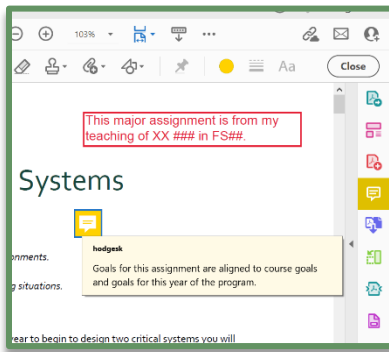 103%
Aa
Close
This major assignment is from my
teaching of XX ### in FS##.
Systems
hodgesk
Goals for this assignment are aligned to course goals
and goals for this year of the program.
nments.
g situations.
ear to begin to design two critical systems you will